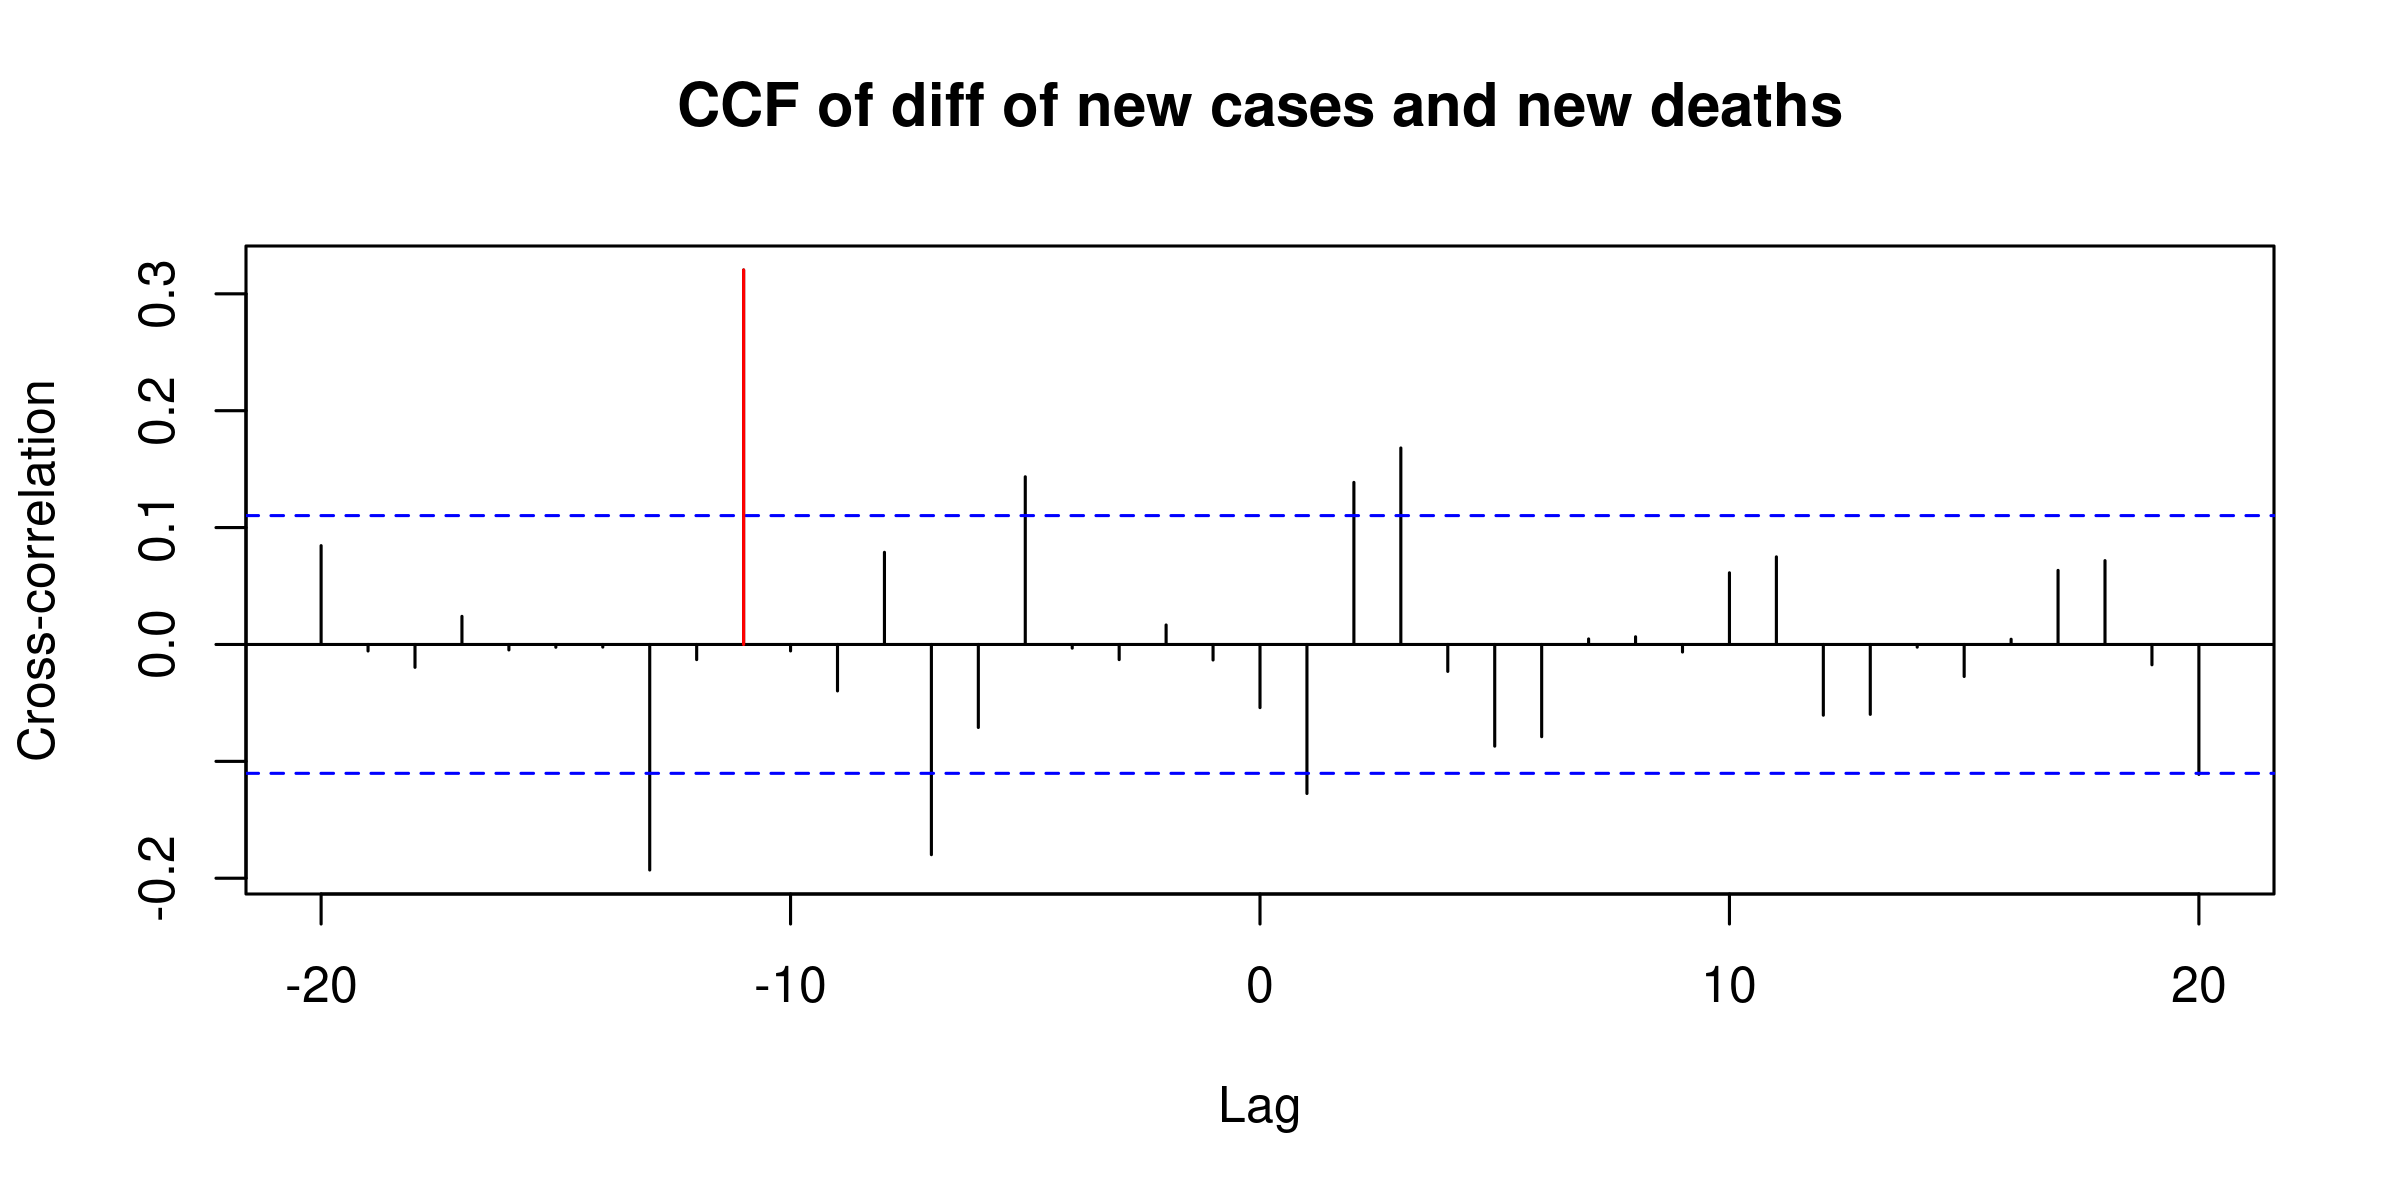 CCF of diff of new cases and new deaths
Cross-correlation
0.3
0.2
0.1
0.0
-0.2
-20 -10 0 10 20
Lag